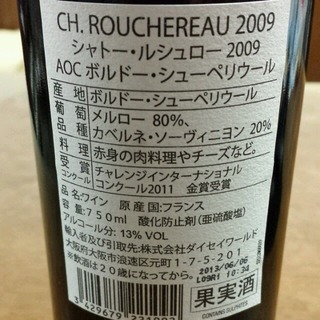 CH. ROUCHEREAU 2009
シャトー・ルシュロー 2009
AOC ボルドー・シューペリウール
産地 ボルドー・シューペリウール
葡萄 メルロー 80%、
カベルネ・ソーヴィニヨン 20%
料理 赤身の肉料理やチーズなど。
受賞コンクール チャレンジインターナショナル
コンクール2011 金賞受賞
品名:ワイン 原産国:フランス
容量:750ml 酸化防止剤(亜硫酸塩)
アルコール分:13% VOL
輸入者及び引取先:株式会社ダイセイワールド
大阪府大阪市浪速区元町1-7-5-201
※飲酒は20歳になってから。
2013/06/06
L09R1 10:34
果実酒
CONTAINS SULPHITES